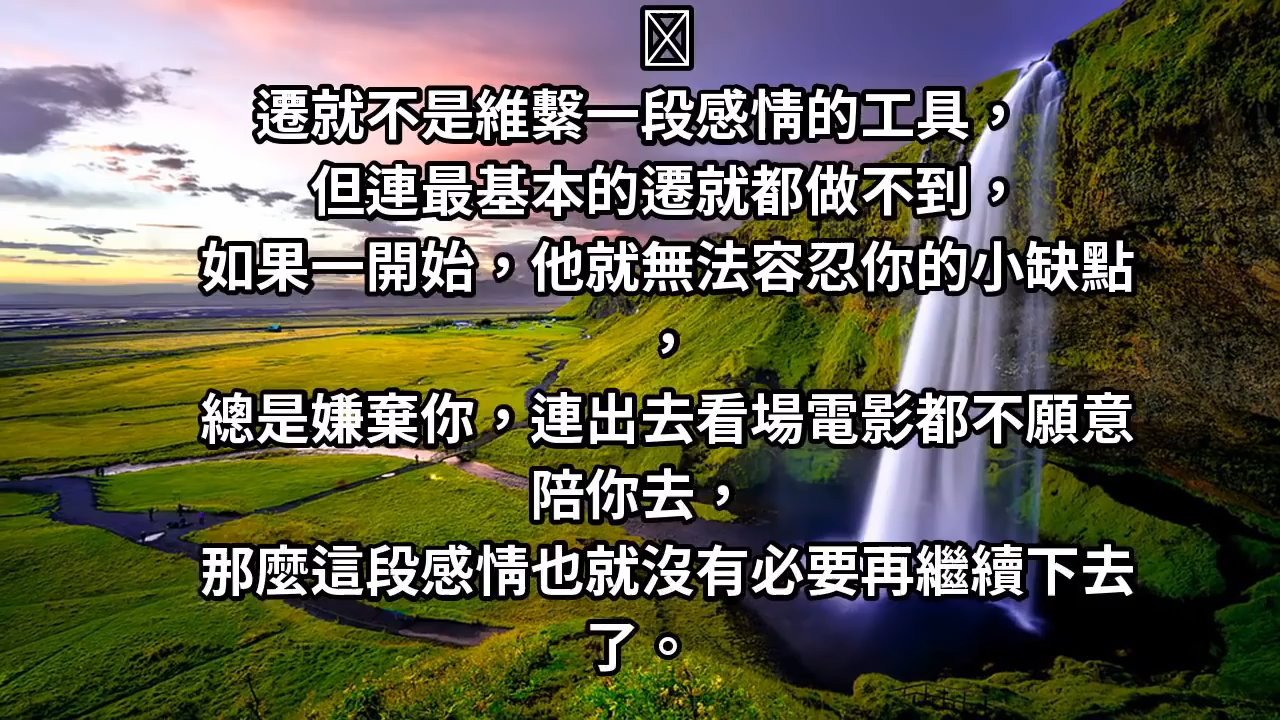 遷就不是維繫一段感情的工具，
但連最基本的遷就都做不到，
如果一開始，他就無法容忍你的小缺點
，
總是嫌棄你，連出去看場電影都不願意
陪你去，
那麼這段感情也就沒有必要再繼續下去
了。